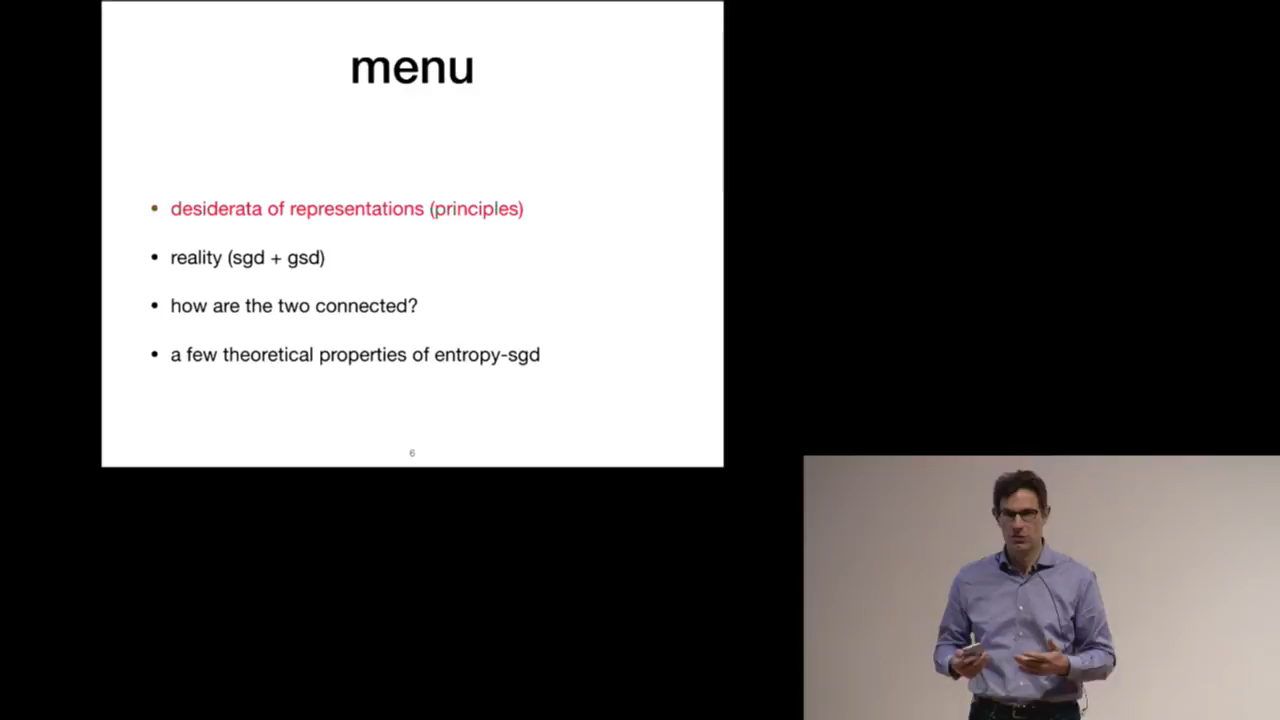 menu
• desiderata of representations (principles)
• reality (sgd + gsd)
• how are the two connected?
• a few theoretical properties of entropy-sgd
6